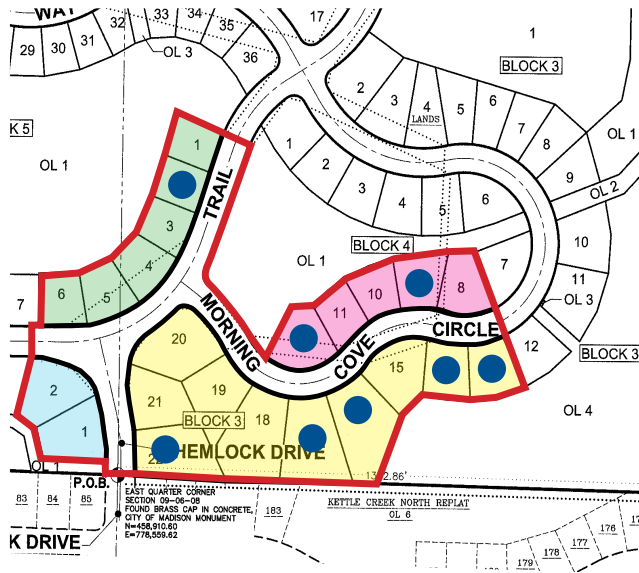 WAY
32
33
34
35
17
29
30
31
OL 3
36
1
BLOCK 3
2
3
4
LANDS
5
6
7
8
OL 1
9
OL 2
10
11
OL 3
12
BLOCK 3
OL 4
K 5
OL 1
1
3
4
5
6
7
TRAIL
1
2
3
4
5
6
7
BLOCK 4
OL 1
8
10
11
MORNING
COVE
CIRCLE
20
19
21
18
15
BLOCK 3
22
HEMLOCK DRIVE
2
1
OL 1
P.O.B.
EAST QUARTER CORNER
SECTION 09-06-08
FOUND BRASS CAP IN CONCRETE,
CITY OF MADISON MONUMENT
N=458,910.60
E=778,559.62
KETTLE CREEK NORTH REPLAT
OL 6
83
84
85
183
K DRIVE
179
178
177
176